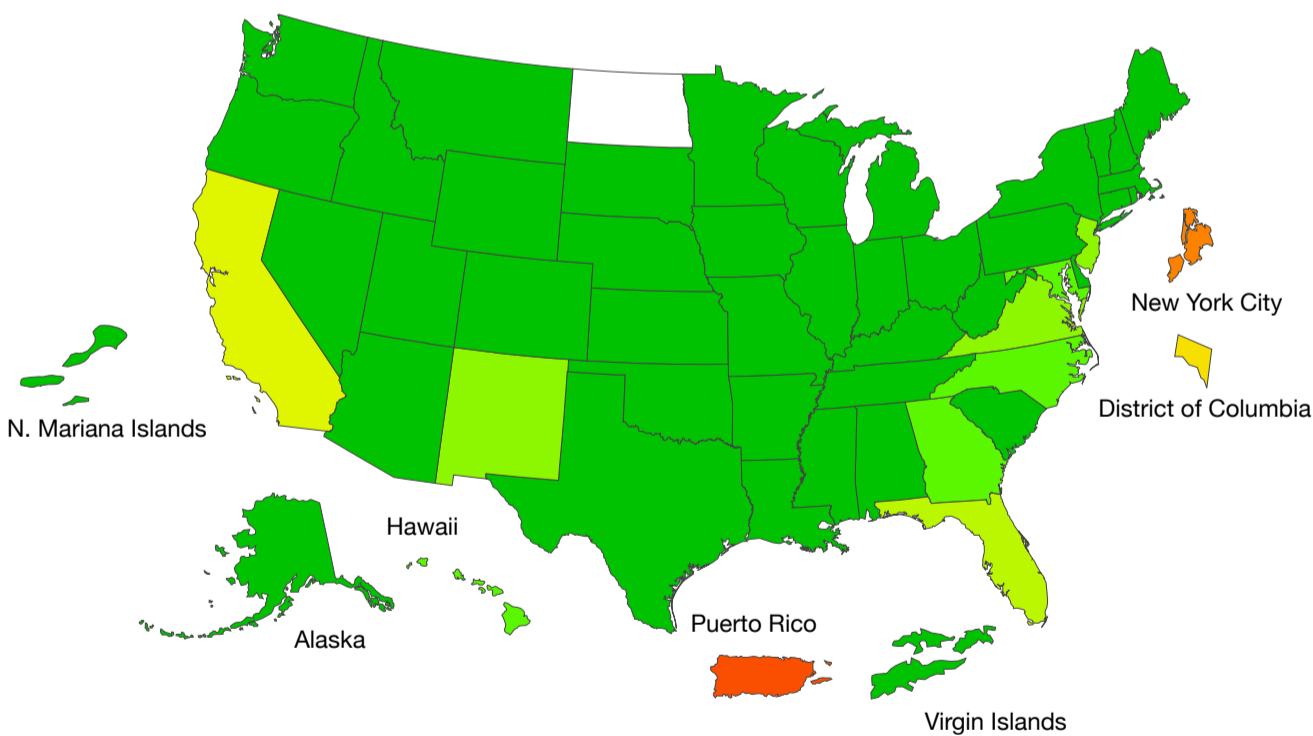 New York City
District of Columbia
N. Mariana Islands
Hawaii
Alaska
Puerto Rico
Virgin Islands